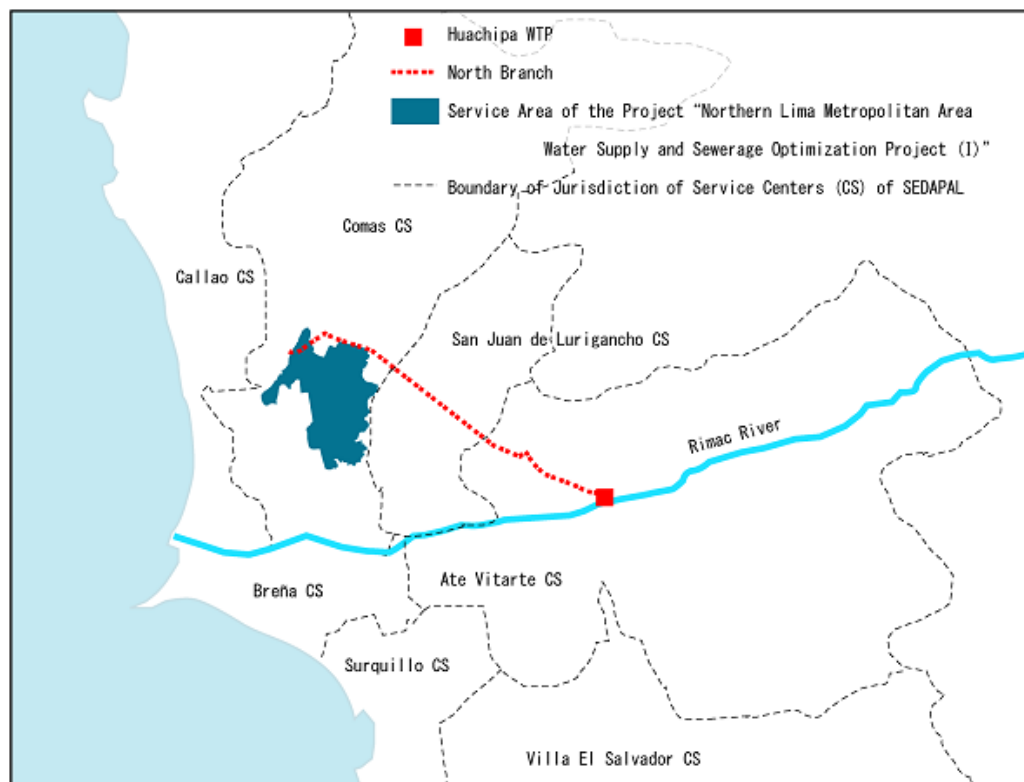 Huachipa WTP
North Branch
Service Area of the Project “Northern Lima Metropolitan Area
Water Supply and Sewerage Optimization Project (I)”
Boundary of Jurisdiction of Service Centers (CS) of SEDAPAL
Comas CS
Callao CS
San Juan de Lurigancho CS
Rimac River
Ate Vitarte CS
Breña CS
Surquillo CS
Villa El Salvador CS